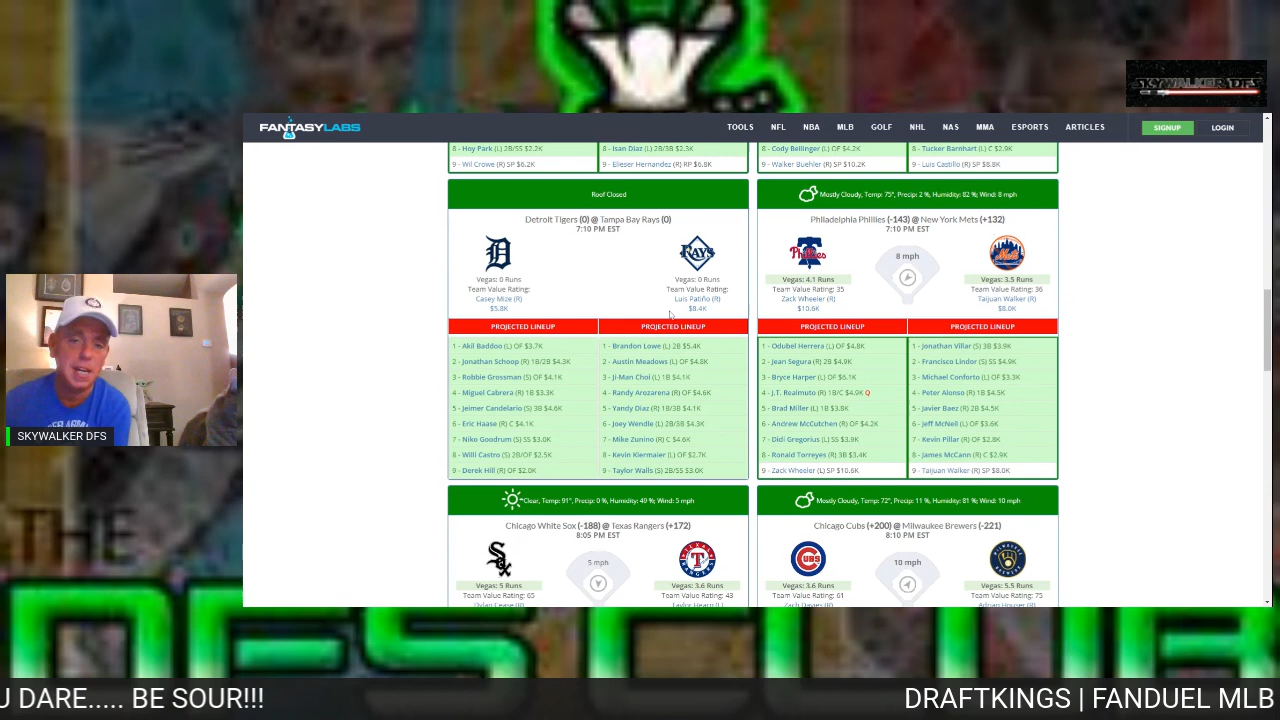 SKYWALKER DFS
FANTASYLABS
TOOLS NFL NBA MLB GOLF NHL NAS MMA ESPORTS ARTICLES SIGNUP LOGIN
8 - Hoy Park (L) 2B/SS $2.2K
9 - Wil Crowe (R) SP $6.2K
8 - Isan Diaz (L) 2B/3B $2.3K
9 - Elieser Hernandez (R) RP $6.8K
8 - Cody Bellinger (L) OF $4.2K
9 - Walker Buehler (R) SP $10.2K
8 - Tucker Barnhart (L) C $2.9K
9 - Luis Castillo (R) SP $8.8K
Roof Closed
Detroit Tigers (0) @ Tampa Bay Rays (0)
7:10 PM EST
RAYS
Vegas: 0 Runs
Team Value Rating:
Casey Mize (R)
$5.8K
Vegas: 0 Runs
Team Value Rating:
Luis Patiño (R)
$8.4K
PROJECTED LINEUP
1 - Akil Baddoo (L) OF $3.7K
2 - Jonathan Schoop (R) 1B/2B $4.3K
3 - Robbie Grossman (S) OF $4.1K
4 - Miguel Cabrera (R) 1B $3.3K
5 - Jeimer Candelario (S) 3B $4.6K
6 - Eric Haase (R) C $4.1K
7 - Niko Goodrum (S) SS $3.0K
8 - Willi Castro (S) 2B/OF $2.5K
9 - Derek Hill (R) OF $2.0K
PROJECTED LINEUP
1 - Brandon Lowe (L) 2B $5.4K
2 - Austin Meadows (L) OF $4.8K
3 - Ji-Man Choi (L) 1B $4.1K
4 - Randy Arozarena (R) OF $4.6K
5 - Yandy Diaz (R) 1B/3B $4.1K
6 - Joey Wendle (L) 2B/3B $4.3K
7 - Mike Zunino (R) C $4.6K
8 - Kevin Kiermaier (L) OF $2.7K
9 - Taylor Walls (S) 2B/SS $3.0K
Mostly Cloudy, Temp: 75°, Precip: 2 %, Humidity: 82 %; Wind: 8 mph
Philadelphia Phillies (-143) @ New York Mets (+132)
7:10 PM EST
Phillies
8 mph
Mets
Vegas: 4.1 Runs
Team Value Rating: 35
Zack Wheeler (R)
$10.6K
Vegas: 3.5 Runs
Team Value Rating: 36
Taijuan Walker (R)
$8.0K
PROJECTED LINEUP
1 - Odubel Herrera (L) OF $4.8K
2 - Jean Segura (R) 2B $4.9K
3 - Bryce Harper (L) OF $6.1K
4 - J.T. Realmuto (R) 1B/C $4.9K Q
5 - Brad Miller (L) 1B $3.8K
6 - Andrew McCutchen (R) OF $4.2K
7 - Didi Gregorius (L) SS $3.9K
8 - Ronald Torreyes (R) 3B $3.4K
9 - Zack Wheeler (L) SP $10.6K
PROJECTED LINEUP
1 - Jonathan Villar (S) 3B $3.9K
2 - Francisco Lindor (S) SS $4.9K
3 - Michael Conforto (L) OF $3.3K
4 - Peter Alonso (R) 1B $4.5K
5 - Javier Baez (R) 2B $4.5K
6 - Jeff McNeil (L) OF $3.6K
7 - Kevin Pillar (R) OF $2.8K
8 - James McCann (R) C $2.9K
9 - Taijuan Walker (R) SP $8.0K
Clear, Temp: 91°, Precip: 0 %, Humidity: 49 %; Wind: 5 mph
Chicago White Sox (-188) @ Texas Rangers (+172)
8:05 PM EST
Sox
5 mph
TEXAS RANGERS
Vegas: 5 Runs
Team Value Rating: 65
Dylan Cease (R)
Vegas: 3.6 Runs
Team Value Rating: 43
Taylor Hearn (L)
Mostly Cloudy, Temp: 72°, Precip: 11 %, Humidity: 81 %; Wind: 10 mph
Chicago Cubs (+200) @ Milwaukee Brewers (-221)
8:10 PM EST
CUBS
10 mph
Vegas: 3.6 Runs
Team Value Rating: 61
Zach Davies (R)
Vegas: 5.5 Runs
Team Value Rating: 75
Adrian Houser (R)
SKYWALKER DFS
THE
DFS CLUB
U DARE..... BE SOUR!!!
DRAFTKINGS | FANDUEL MLB